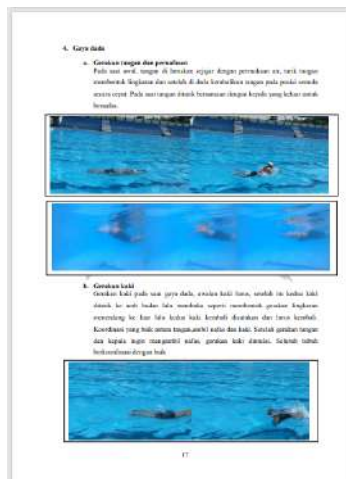 4. Gaya dada
a. Gerakan tangan dan pernafasan
Pada saat awal, tangan di luruskan sejajar dengan permukaan air, tarik tangan
membentuk lingkaran dan setelah di dada kembalikan tangan pada posisi semula
secara cepat. Pada saat tangan ditarik bersamaan dengan kepala yang keluar untuk
bernafas.
b. Gerakan kaki
Gerakan kaki pada saat gaya dada, awalan kaki lurus, setelah itu kedua kaki
ditarik ke arah badan lalu membuka seperti membentuk gerakan lingkaran
menendang ke luar lalu kedua kaki kembali disatukan dan lurus kembali.
Koordinasi yang baik antara tangan,ambil nafas dan kaki. Setelah gerakan tangan
dan kepala ingin mengambil nafas, gerakan kaki dimulai. Seluruh tubuh
berkoordinasi dengan baik
17